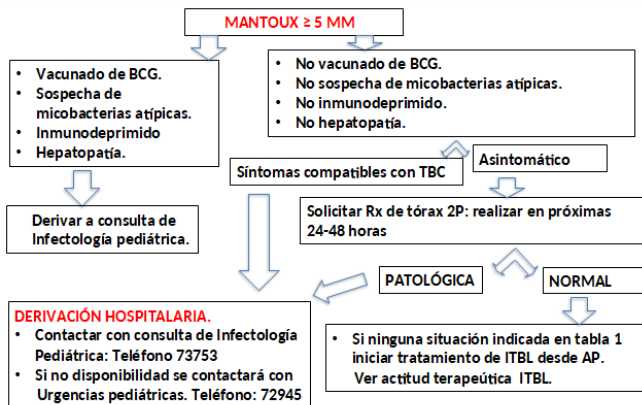 MANTOUX ≥ 5 MM
• Vacunado de BCG.
• Sospecha de
micobacterias atípicas.
• Inmunodeprimido
• Hepatopatía.
• No vacunado de BCG.
• No sospecha de micobacterias atípicas.
• No inmunodeprimido.
• No hepatopatía.
Síntomas compatibles con TBC
Asintomático
Derivar a consulta de
Infectología pediátrica.
Solicitar Rx de tórax 2P: realizar en próximas
24-48 horas
PATOLÓGICA
NORMAL
DERIVACIÓN HOSPITALARIA.
• Contactar con consulta de Infectología
Pediátrica: Teléfono 73753
• Si no disponibilidad se contactará con
Urgencias pediátricas. Teléfono: 72945
• Si ninguna situación indicada en tabla 1
iniciar tratamiento de ITBL desde AP.
Ver actitud terapeútica ITBL.